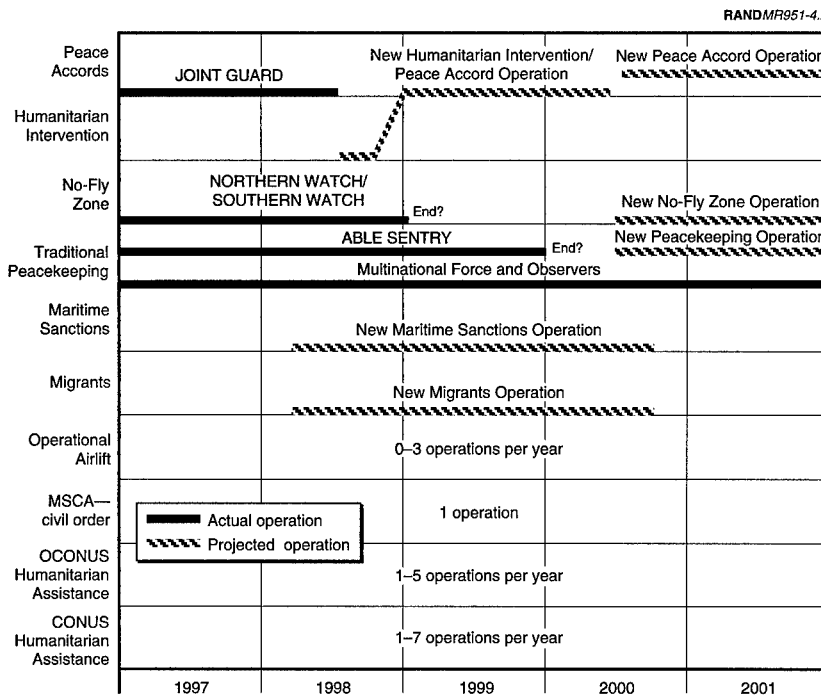 RANDMR951-4.
Peace
Accords
JOINT GUARD
New Humanitarian Intervention/
Peace Accord Operation
New Peace Accord Operation
Humanitarian
Intervention
No-Fly
Zone
NORTHERN WATCH/
SOUTHERN WATCH
End?
New No-Fly Zone Operation
Traditional
Peacekeeping
ABLE SENTRY
End?
New Peacekeeping Operation
Multinational Force and Observers
Maritime
Sanctions
New Maritime Sanctions Operation
Migrants
New Migrants Operation
Operational
Airlift
0–3 operations per year
MSCA—
civil order
1 operation
Actual operation
Projected operation
OCONUS
Humanitarian
Assistance
1–5 operations per year
CONUS
Humanitarian
Assistance
1–7 operations per year
1997 1998 1999 2000 2001